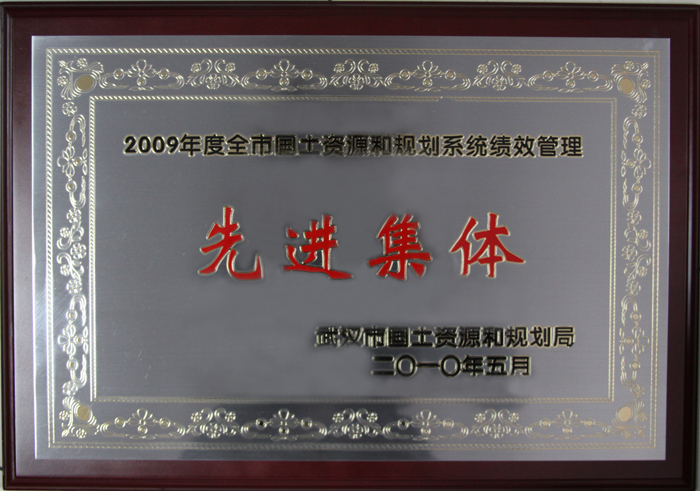 2009年度全市国土资源和规划系统绩效管理
先进集体
武汉市国土资源和规划局
二〇一〇年五月